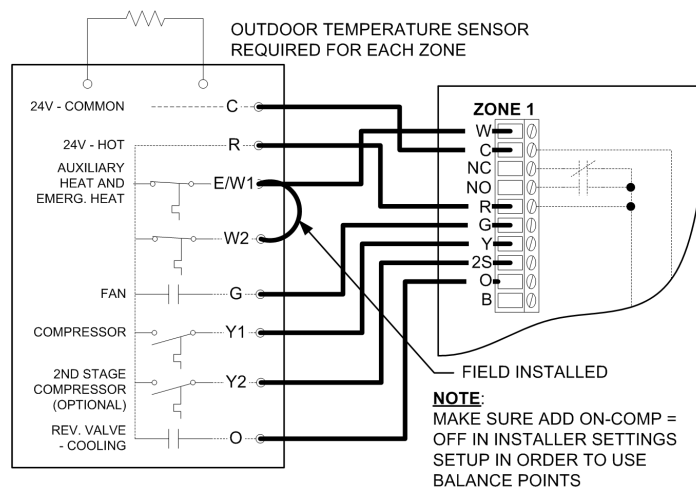 OUTDOOR TEMPERATURE SENSOR
REQUIRED FOR EACH ZONE
24V - COMMON
C
24V - HOT
R
AUXILIARY
HEAT AND
EMERG. HEAT
E/W1
W2
FAN
G
COMPRESSOR
Y1
2ND STAGE
COMPRESSOR
(OPTIONAL)
Y2
REV. VALVE
- COOLING
O
ZONE 1
W
C
NC
NO
R
G
Y
2S
O
B
FIELD INSTALLED
NOTE:
MAKE SURE ADD ON-COMP =
OFF IN INSTALLER SETTINGS
SETUP IN ORDER TO USE
BALANCE POINTS